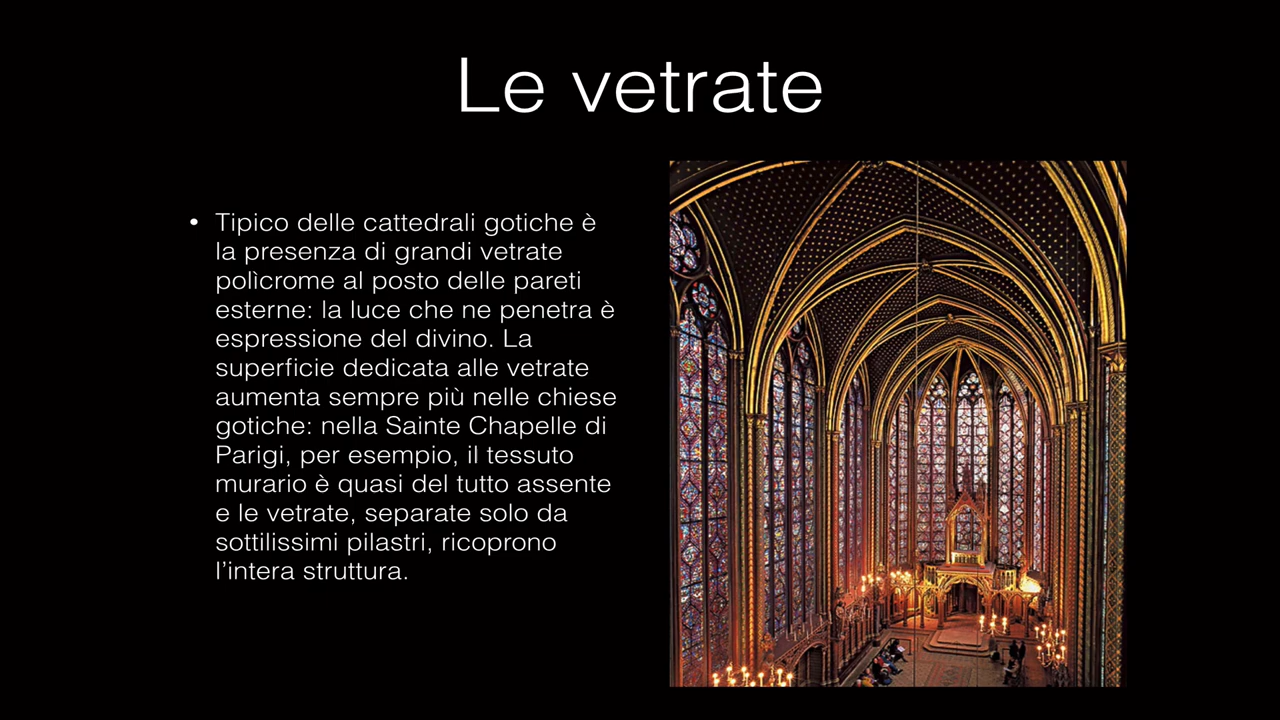 Le vetrate
• Tipico delle cattedrali gotiche è
la presenza di grandi vetrate
polìcrome al posto delle pareti
esterne: la luce che ne penetra è
espressione del divino. La
superficie dedicata alle vetrate
aumenta sempre più nelle chiese
gotiche: nella Sainte Chapelle di
Parigi, per esempio, il tessuto
murario è quasi del tutto assente
e le vetrate, separate solo da
sottilissimi pilastri, ricoprono
l’intera struttura.